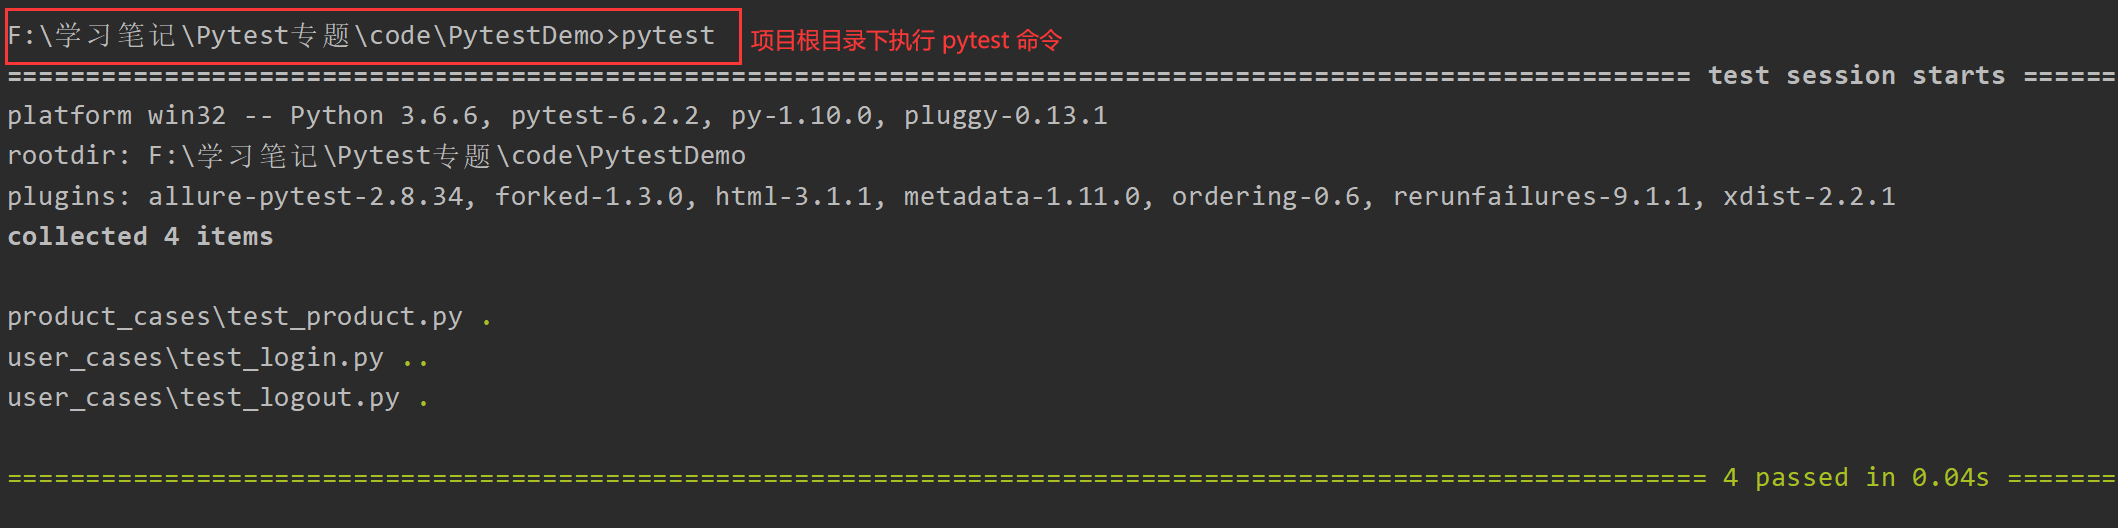 F:\学习笔记\Pytest专题\code\PytestDemo>pytest 项目根目录下执行 pytest 命令
============================================================================================================ test session starts ======
platform win32 -- Python 3.6.6, pytest-6.2.2, py-1.10.0, pluggy-0.13.1
rootdir: F:\学习笔记\Pytest专题\code\PytestDemo
plugins: allure-pytest-2.8.34, forked-1.3.0, html-3.1.1, metadata-1.11.0, ordering-0.6, rerunfailures-9.1.1, xdist-2.2.1
collected 4 items
product_cases\test_product.py .
user_cases\test_login.py ..
user_cases\test_logout.py .
============================================================================================================= 4 passed in 0.04s =======